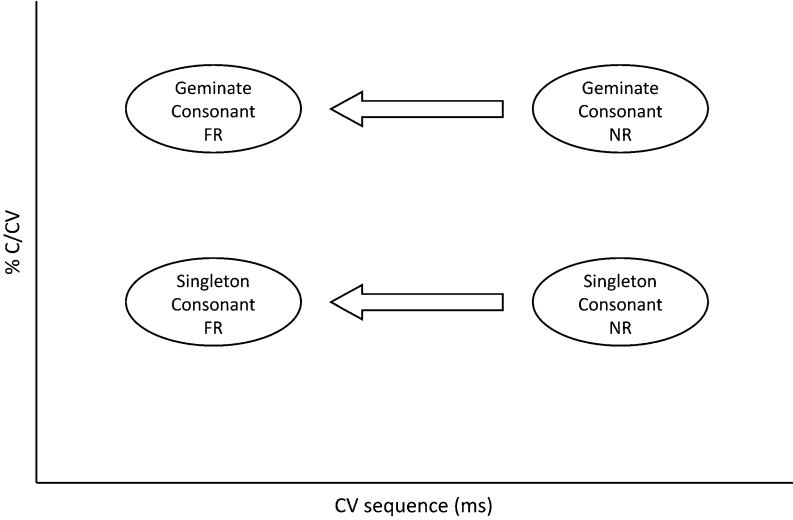 Geminate
Consonant
FR
Geminate
Consonant
NR
% C/CV
Singleton
Consonant
FR
Singleton
Consonant
NR
CV sequence (ms)